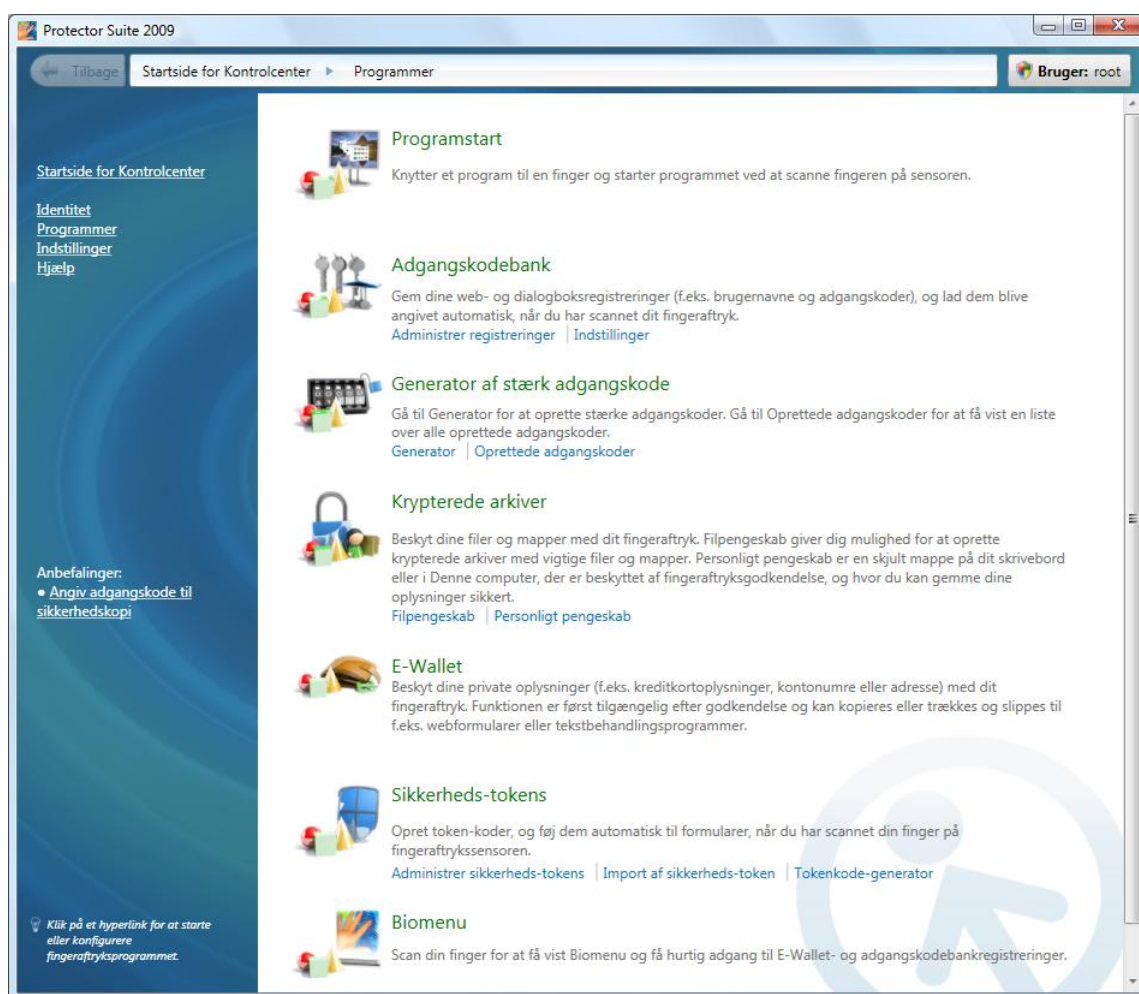 Protector Suite 2009
Tilbage
Startside for Kontrolcenter
Programmer
Bruger: root
Startside for Kontrolcenter
Identitet
Programmer
Indstillinger
Hjælp
Anbefalinger:
• Angiv adgangskode til
sikkerhedskopi
Klik på et hyperlink for at starte
eller konfigurere
fingeraftryksprogrammet.
Programstart
Knytter et program til en finger og starter programmet ved at scanne fingeren på sensoren.
Adgangskodebank
Gem dine web- og dialogboksregistreringer (f.eks. brugernavne og adgangskoder), og lad dem blive
angivet automatisk, når du har scannet dit fingeraftryk.
Administrer registreringer | Indstillinger
Generator af stærk adgangskode
Gå til Generator for at oprette stærke adgangskoder. Gå til Oprettede adgangskoder for at få vist en liste
over alle oprettede adgangskoder.
Generator | Oprettede adgangskoder
Krypterede arkiver
Beskyt dine filer og mapper med dit fingeraftryk. Filpengeskab giver dig mulighed for at oprette
krypterede arkiver med vigtige filer og mapper. Personligt pengeskab er en skjult mappe på dit skrivebord
eller i Denne computer, der er beskyttet af fingeraftryksgodkendelse, og hvor du kan gemme dine
oplysninger sikkert.
Filpengeskab | Personligt pengeskab
E-Wallet
Beskyt dine private oplysninger (f.eks. kreditkortoplysninger, kontonumre eller adresse) med dit
fingeraftryk. Funktionen er først tilgængelig efter godkendelse og kan kopieres eller trækkes og slippes til
f.eks. webformularer eller tekstbehandlingsprogrammer.
Sikkerheds-tokens
Opret token-koder, og føj dem automatisk til formularer, når du har scannet din finger på
fingeraftrykssensoren.
Administrer sikkerheds-tokens | Import af sikkerheds-token | Tokenkode-generator
Biomenu
Scan din finger for at få vist Biomenu og få hurtig adgang til E-Wallet- og adgangskodebankregistreringer.